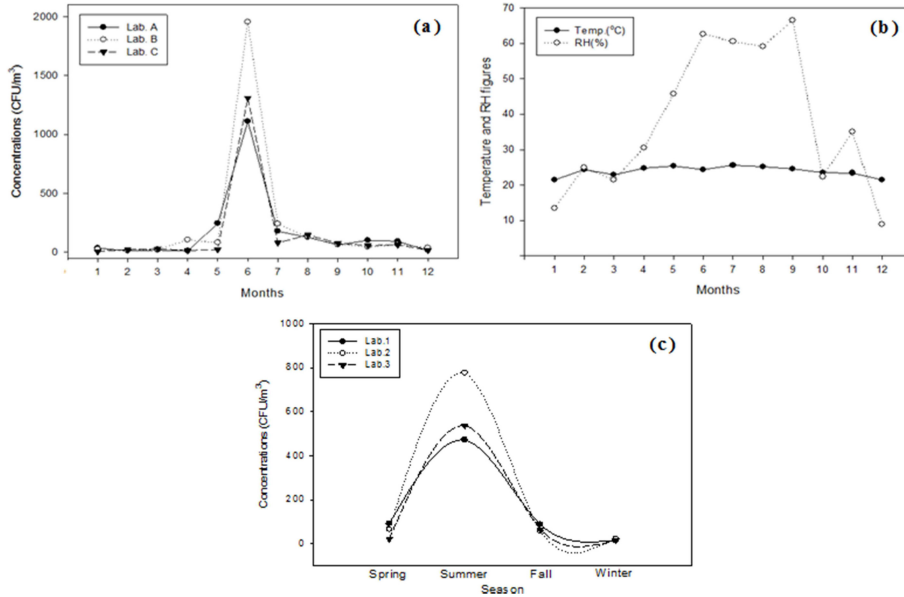 (a)
Lab. A
Lab. B
Lab. C
2000
1500
1000
500
0
Concentrations (CFU/m³)
1 2 3 4 5 6 7 8 9 10 11 12
Months
(b)
Temp.(°C)
RH(%)
70
60
50
40
30
20
10
Temperature and RH figures
1 2 3 4 5 6 7 8 9 10 11 12
Months
(c)
Lab.1
Lab.2
Lab.3
1000
800
600
400
200
0
Concentrations (CFU/m³)
Spring Summer Fall Winter
Season